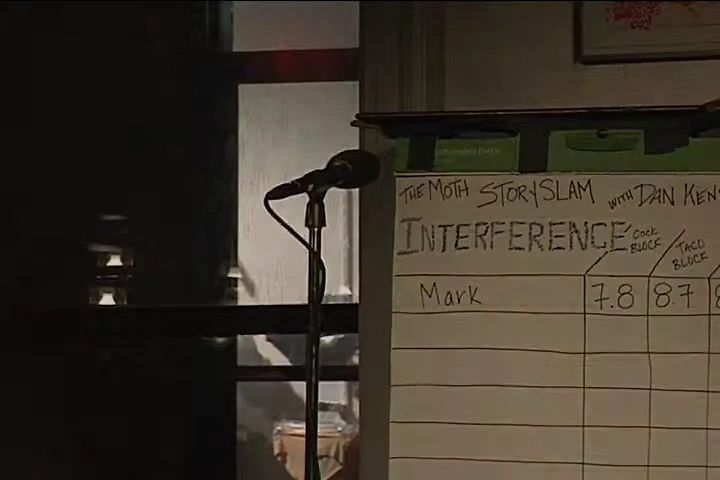 THE MOTH STORYSLAM WITH DAN KEN
INTERFERENCE COCK BLOCK TACO BLOCK
Mark 7.8 8.7